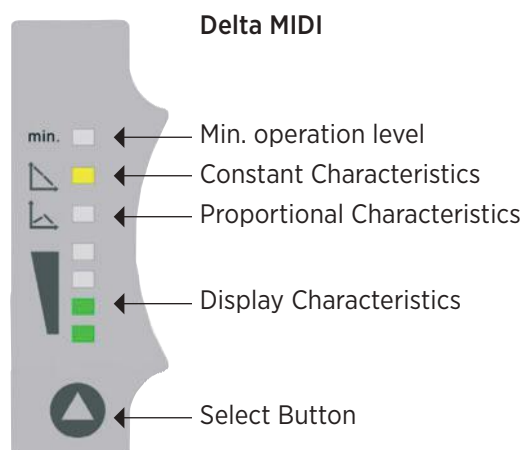 Delta MIDI
min.
Min. operation level
Constant Characteristics
Proportional Characteristics
Display Characteristics
Select Button